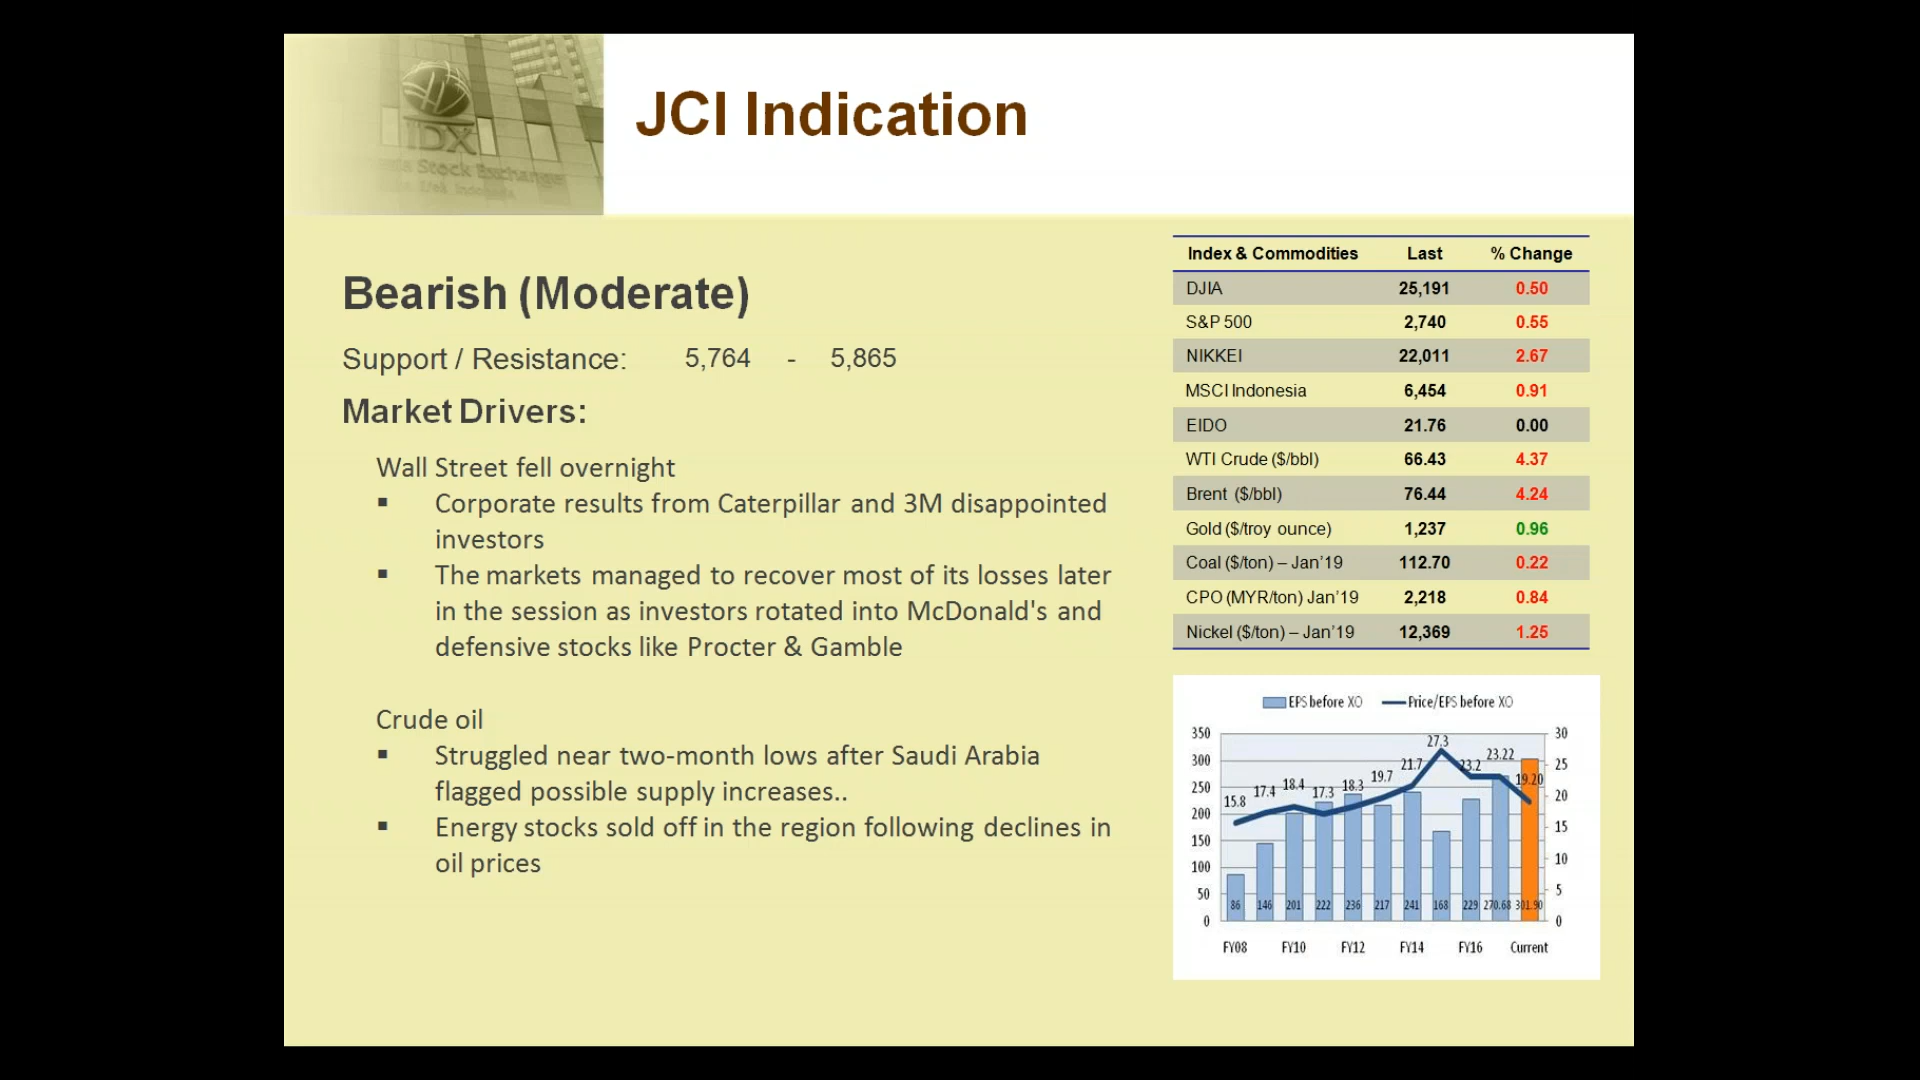 IDX
Stock Exchange
JCI Indication
Bearish (Moderate)
Support / Resistance: 5,764 - 5,865
Market Drivers:
Wall Street fell overnight
▪ Corporate results from Caterpillar and 3M disappointed
investors
▪ The markets managed to recover most of its losses later
in the session as investors rotated into McDonald's and
defensive stocks like Procter & Gamble
Crude oil
▪ Struggled near two-month lows after Saudi Arabia
flagged possible supply increases..
▪ Energy stocks sold off in the region following declines in
oil prices
Index & Commodities Last % Change
DJIA 25,191 0.50
S&P 500 2,740 0.55
NIKKEI 22,011 2.67
MSCI Indonesia 6,454 0.91
EIDO 21.76 0.00
WTI Crude ($/bbl) 66.43 4.37
Brent ($/bbl) 76.44 4.24
Gold ($/troy ounce) 1,237 0.96
Coal ($/ton) – Jan’19 112.70 0.22
CPO (MYR/ton) Jan’19 2,218 0.84
Nickel ($/ton) – Jan’19 12,369 1.25
EPS before XO Price/EPS before XO
350 30
300 25
250 20
200 15
150 10
100 5
50 0
0
15.8 17.4 18.4 17.3 18.3 19.7 21.7 27.3 23.2 23.22 19.20
86 146 201 222 236 217 241 168 229 270.68 301.90
FY08 FY10 FY12 FY14 FY16 Current